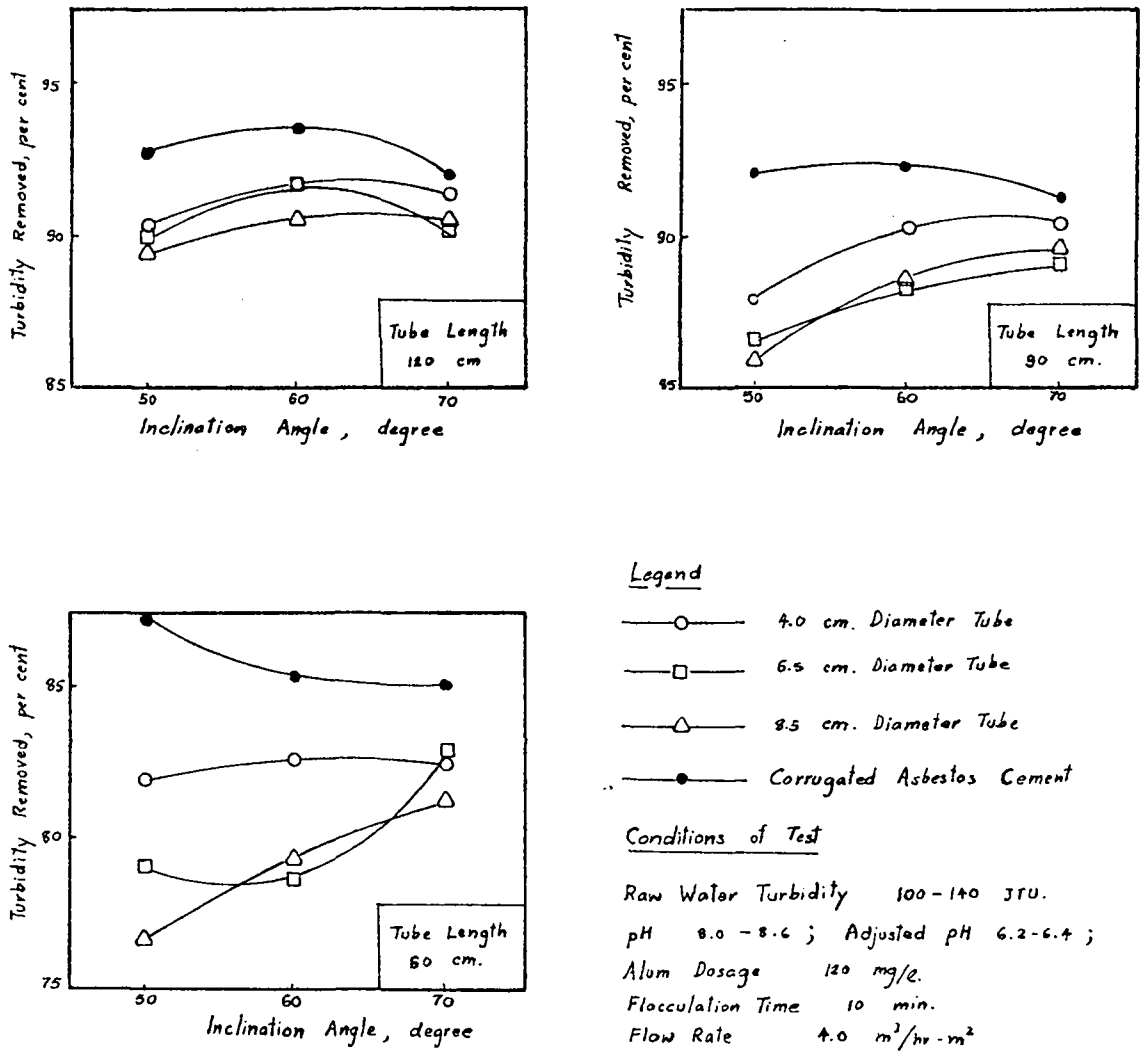 Turbidity Removed, per cent
95
90
85
50 60 70
Inclination Angle, degree
Tube Length
120 cm
Turbidity Removed, per cent
95
90
85
50 60 70
Inclination Angle, degree
Tube Length
90 cm.
Turbidity Removed, per cent
85
80
75
50 60 70
Inclination Angle, degree
Tube Length
60 cm.
Legend
4.0 cm. Diameter Tube
6.5 cm. Diameter Tube
8.5 cm. Diameter Tube
Corrugated Asbestos Cement
Conditions of Test
Raw Water Turbidity 100-140 JTU.
pH 8.0 - 8.6 ; Adjusted pH 6.2-6.4 ;
Alum Dosage 120 mg/l.
Flocculation Time 10 min.
Flow Rate 4.0 m³/hr-m²